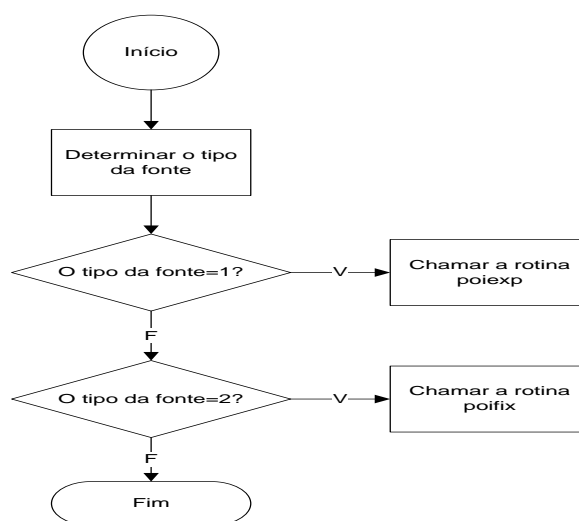 Início
Determinar o tipo
da fonte
O tipo da fonte=1?
V
Chamar a rotina
poiexp
F
O tipo da fonte=2?
V
Chamar a rotina
poifix
F
Fim